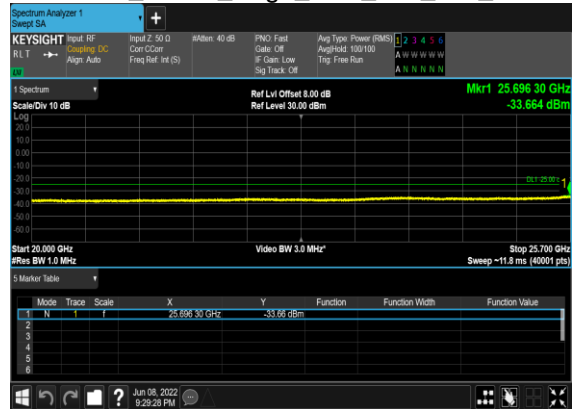 Spectrum Analyzer 1
Swept SA
KEYSIGHT
RLT
Input: RF
Coupling: DC
Align: Auto
Input Z: 50 Ω
Corr CCorr
Freq Ref: Int (S)
#Atten: 40 dB
PNO: Fast
Gate: Off
IF Gain: Low
Sig Track: Off
Avg Type: Power (RMS)
Avg|Hold: 100/100
Trig: Free Run
1 2 3 4 5 6
A W W W W W
A N N N N N
1 Spectrum
Scale/Div 10 dB
Log
Ref Lvl Offset 8.00 dB
Ref Level 30.00 dBm
Mkr1 25.696 30 GHz
-33.664 dBm
20.0
10.0
0.00
-10.0
-20.0
-30.0
-40.0
-50.0
-60.0
1
Start 20.000 GHz
#Res BW 1.0 MHz
Video BW 3.0 MHz*
Stop 25.700 GHz
Sweep ~11.8 ms (40001 pts)
5 Marker Table
Mode Trace Scale X Y Function Function Width Function Value
1 N 1 f 25.696 30 GHz -33.66 dBm
2
3
4
5
6
?
Jun 08, 2022
9:29:28 PM